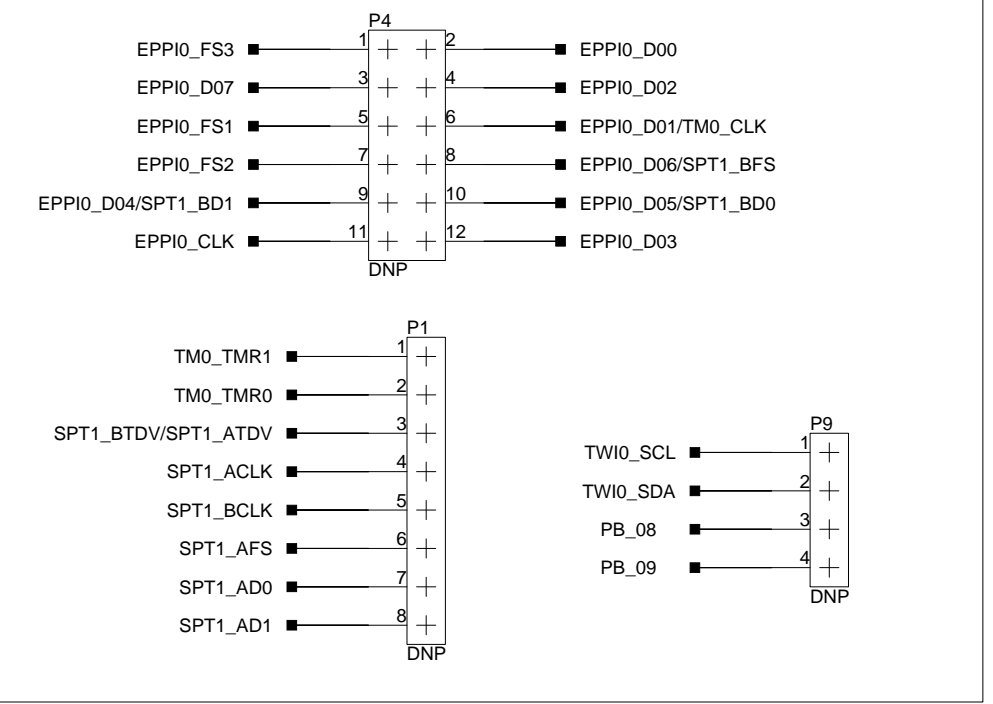 P4
EPPI0_FS3 1 2 EPPI0_D00
EPPI0_D07 3 4 EPPI0_D02
EPPI0_FS1 5 6 EPPI0_D01/TM0_CLK
EPPI0_FS2 7 8 EPPI0_D06/SPT1_BFS
EPPI0_D04/SPT1_BD1 9 10 EPPI0_D05/SPT1_BD0
EPPI0_CLK 11 12 EPPI0_D03
DNP
P1
TM0_TMR1 1
TM0_TMR0 2
SPT1_BTDV/SPT1_ATDV 3
SPT1_ACLK 4
SPT1_BCLK 5
SPT1_AFS 6
SPT1_AD0 7
SPT1_AD1 8
DNP
P9
TWI0_SCL 1
TWI0_SDA 2
PB_08 3
PB_09 4
DNP